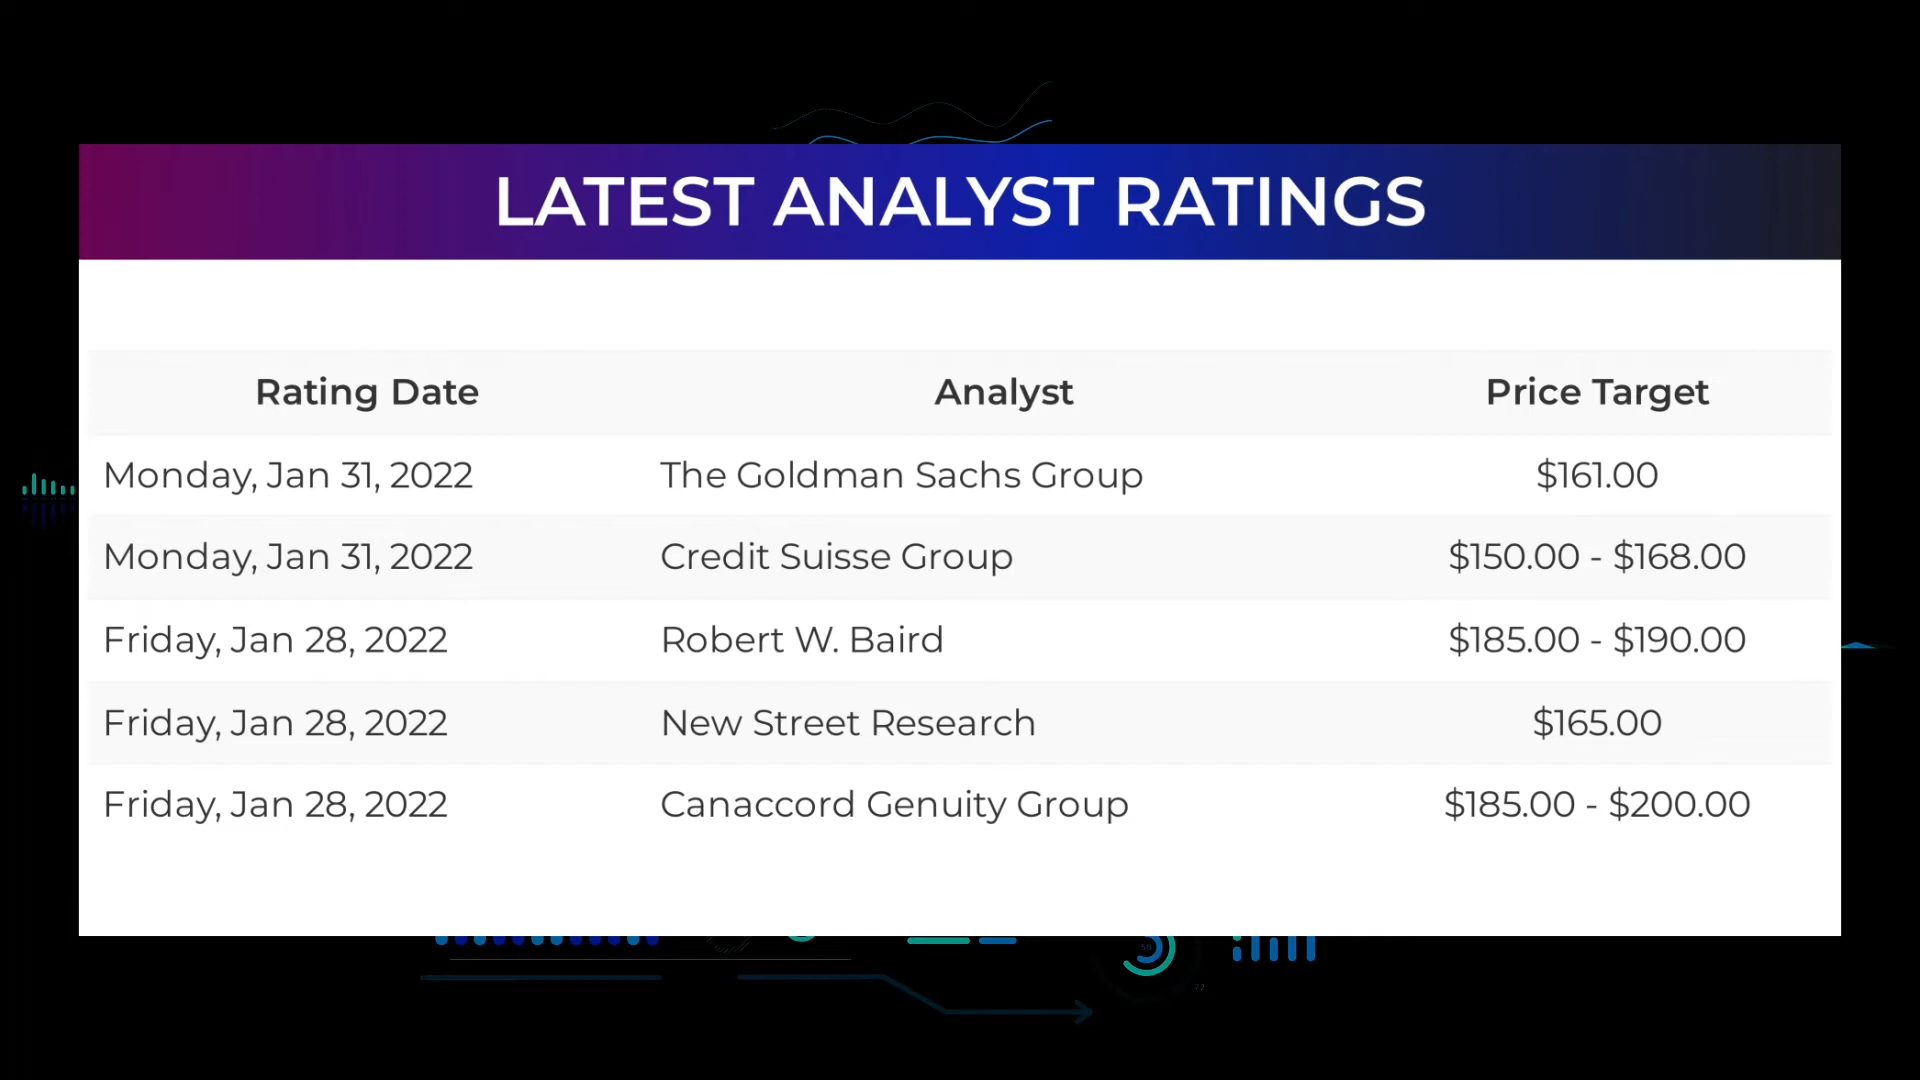 LATEST ANALYST RATINGS
Rating Date Analyst Price Target
Monday, Jan 31, 2022 The Goldman Sachs Group $161.00
Monday, Jan 31, 2022 Credit Suisse Group $150.00 - $168.00
Friday, Jan 28, 2022 Robert W. Baird $185.00 - $190.00
Friday, Jan 28, 2022 New Street Research $165.00
Friday, Jan 28, 2022 Canaccord Genuity Group $185.00 - $200.00